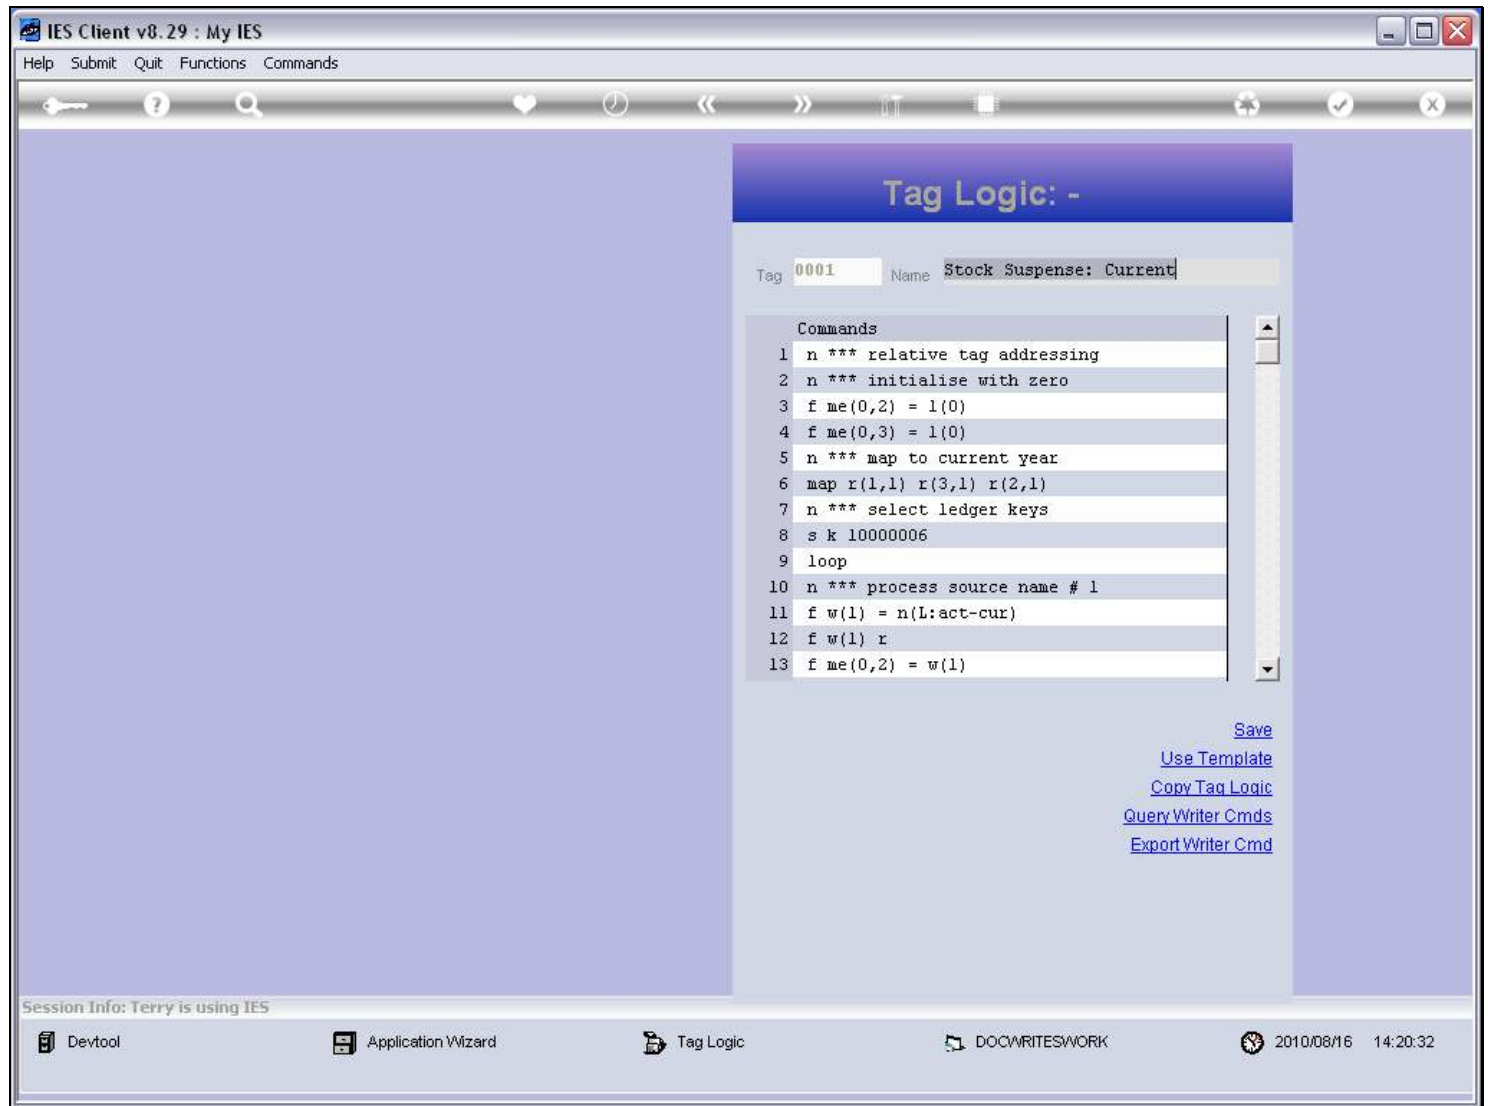 IES Client v8.29 : My IES
Help Submit Quit Functions Commands
Tag Logic: -
Tag 0001 Name Stock Suspense: Current
Commands
1 n *** relative tag addressing
2 n *** initialise with zero
3 f me(0,2) = l(0)
4 f me(0,3) = l(0)
5 n *** map to current year
6 map r(1,1) r(3,1) r(2,1)
7 n *** select ledger keys
8 s k 10000006
9 loop
10 n *** process source name # 1
11 f w(1) = n(L:act-cur)
12 f w(1) r
13 f me(0,2) = w(1)
Save
Use Template
Copy Tag Logic
Query Writer Cmds
Export Writer Cmd
Session Info: Terry is using IES
Devtool Application Wizard Tag Logic DOCWRITESWORK 2010/08/16 14:20:32